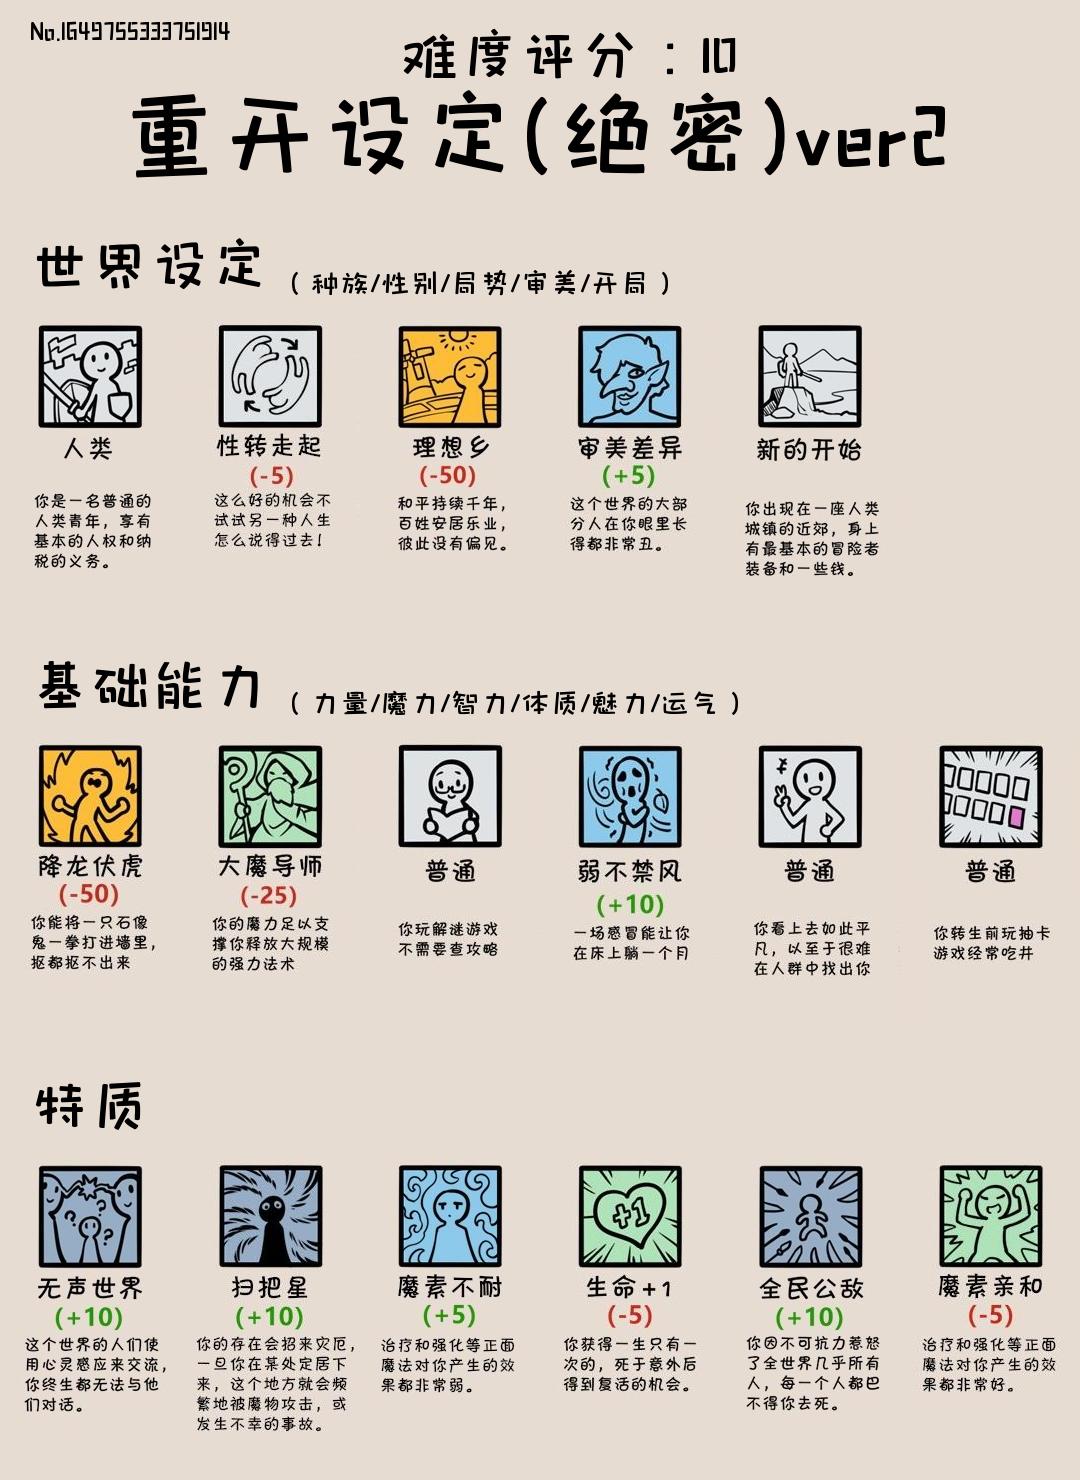 No.1649755333751914
难度评分：10
重开设定(绝密)ver2
世界设定 (种族/性别/局势/审美/开局)
人类
性转走起
(-5)
理想乡
(-50)
审美差异
(+5)
新的开始
你是一名普通的
人类青年，享有
基本的人权和纳
税的义务。
这么好的机会不
试试另一种人生
怎么说得过去！
和平持续千年，
百姓安居乐业，
彼此没有偏见。
这个世界的大部
分人在你眼里长
得都非常丑。
你出现在一座人类
城镇的近郊，身上
有最基本的冒险者
装备和一些钱。
基础能力 (力量/魔力/智力/体质/魅力/运气)
降龙伏虎
(-50)
你能将一只石像
鬼一拳打进墙里，
抠都抠不出来
大魔导师
(-25)
你的魔力足以支
撑你释放大规模
的强力法术
普通
你玩解谜游戏
不需要查攻略
弱不禁风
(+10)
一场感冒能让你
在床上躺一个月
普通
你看上去如此平
凡，以至于很难
在人群中找出你
普通
你转生前玩抽卡
游戏经常吃井
特质
无声世界
(+10)
这个世界的人们使
用心灵感应来交流，
你终生都无法与他
们对话。
扫把星
(+10)
你的存在会招来灾厄，
一旦你在某处定居下
来，这个地方就会频
繁地被魔物攻击，或
发生不幸的事故。
魔素不耐
(+5)
治疗和强化等正面
魔法对你产生的效
果都非常弱。
生命+1
(-5)
你获得一生只有一
次的，死于意外后
得到复活的机会。
全民公敌
(+10)
你因不可抗力惹怒
了全世界几乎所有
人，每一个人都巴
不得你去死。
魔素亲和
(-5)
治疗和强化等正面
魔法对你产生的效
果都非常好。